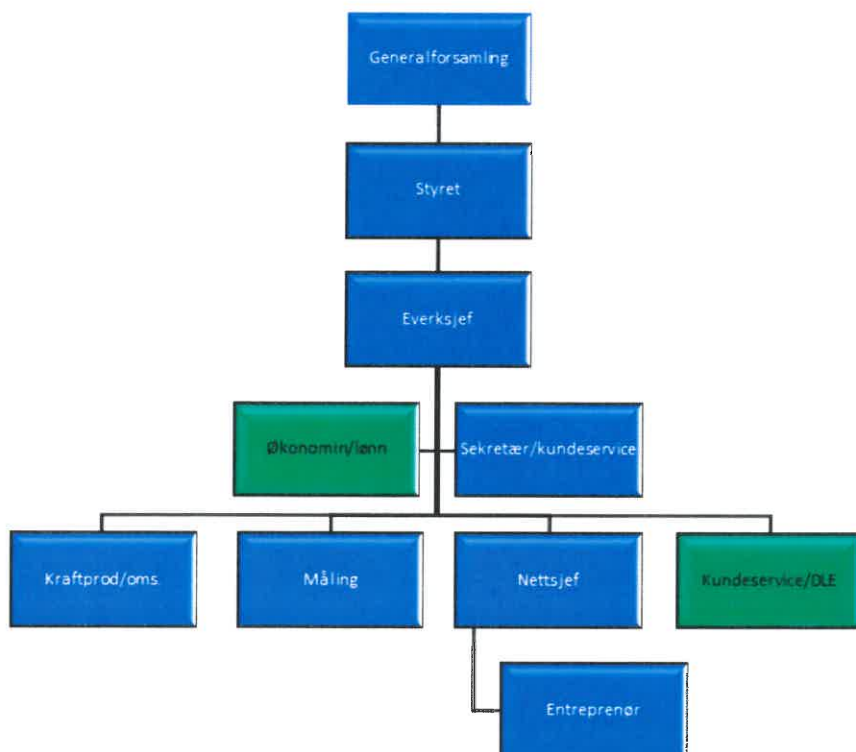 Generalforsamling
Styret
Everksjef
Økonomin/lønn
Sekretær/kundeservice
Kraftprod/oms.
Måling
Nettsjef
Kundeservice/DLE
Entreprenør